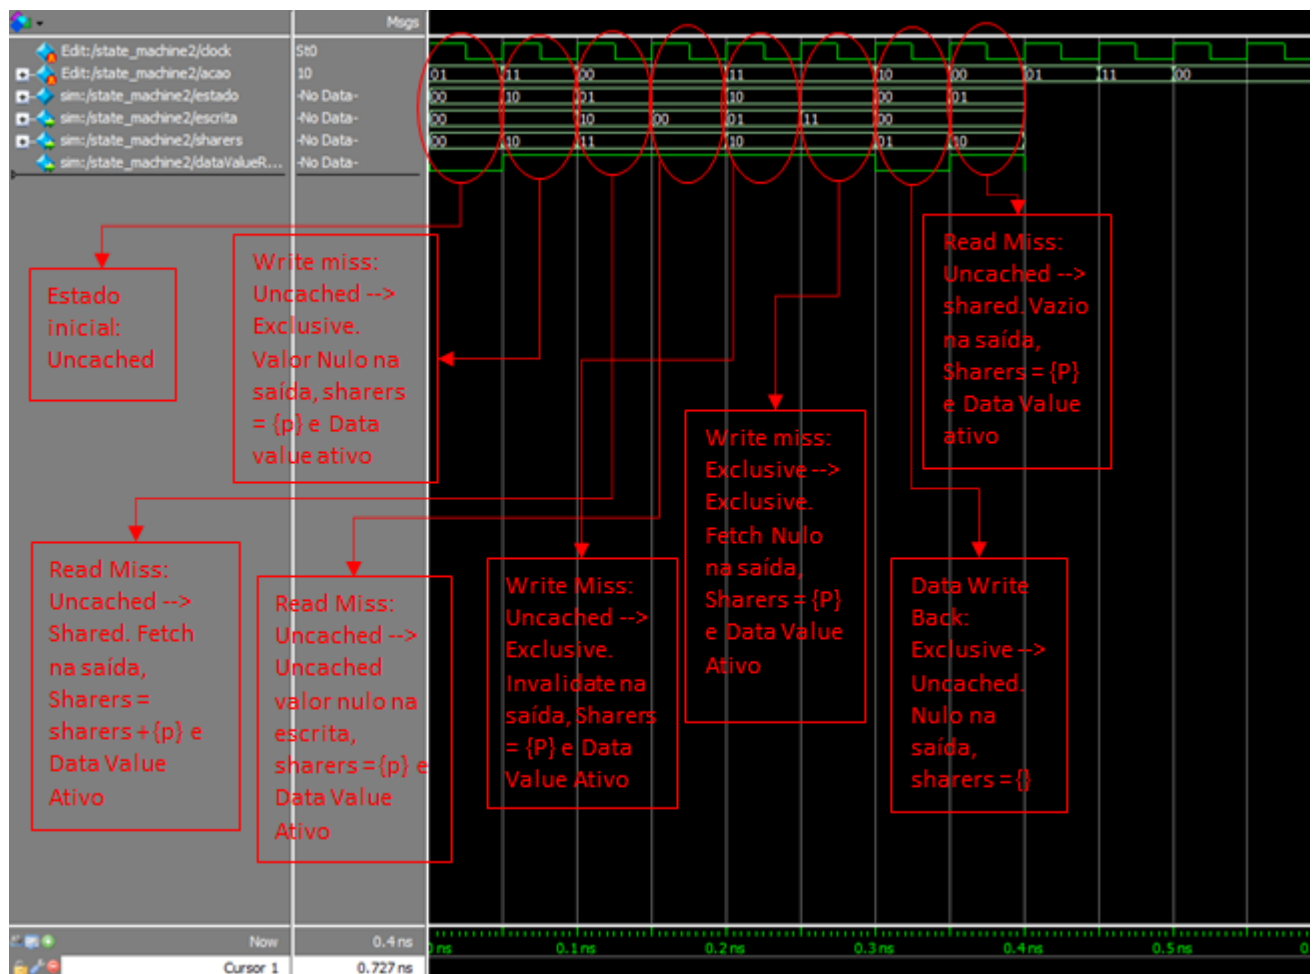 Msgs
Edit:/state_machine2/clock St0
Edit:/state_machine2/acao 10 01 11 00 11 10 00 01 11 00
sim:/state_machine2/estado -No Data- 00 10 01 10 00 01
sim:/state_machine2/escrita -No Data- 00 10 00 01 11 00
sim:/state_machine2/sharers -No Data- 00 10 11 10 01 10
sim:/state_machine2/dataValueR... -No Data-
Estado
inicial:
Uncached
Write miss:
Uncached -->
Exclusive.
Valor Nulo na
saída, sharers
= {p} e Data
value ativo
Read Miss:
Uncached -->
shared. Vazio
na saída,
Sharers = {P}
e Data Value
ativo
Write miss:
Exclusive -->
Exclusive.
Fetch Nulo
na saída,
Sharers = {P}
e Data Value
Ativo
Read Miss:
Uncached -->
Shared. Fetch
na saída,
Sharers =
sharers +{p} e
Data Value
Ativo
Read Miss:
Uncached -->
Uncached
valor nulo na
escrita,
sharers ={p} e
Data Value
Ativo
Write Miss:
Uncached -->
Exclusive.
Invalidate na
saída, Sharers
= {P} e Data
Value Ativo
Data Write
Back:
Exclusive -->
Uncached.
Nulo na
saída,
sharers ={}
Now 0.4 ns ns 0.1 ns 0.2 ns 0.3 ns 0.4 ns 0.5 ns
Cursor 1 0.727 ns